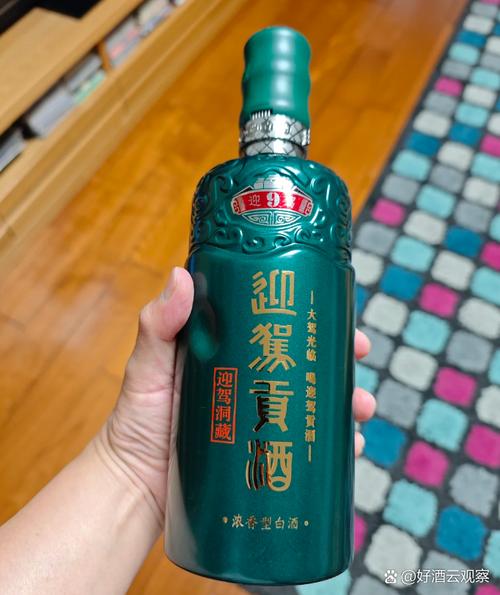 迎9驾
迎駕貢酒
大驾光临 喝迎驾贡酒
迎驾洞藏
浓香型白酒
好酒云观察